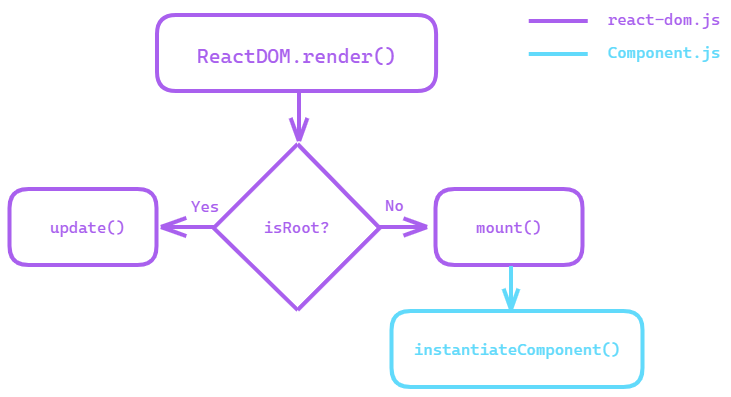 react-dom.js
ReactDOM.render()
Component.js
Yes
No
update()
isRoot?
mount()
instantiateComponent()